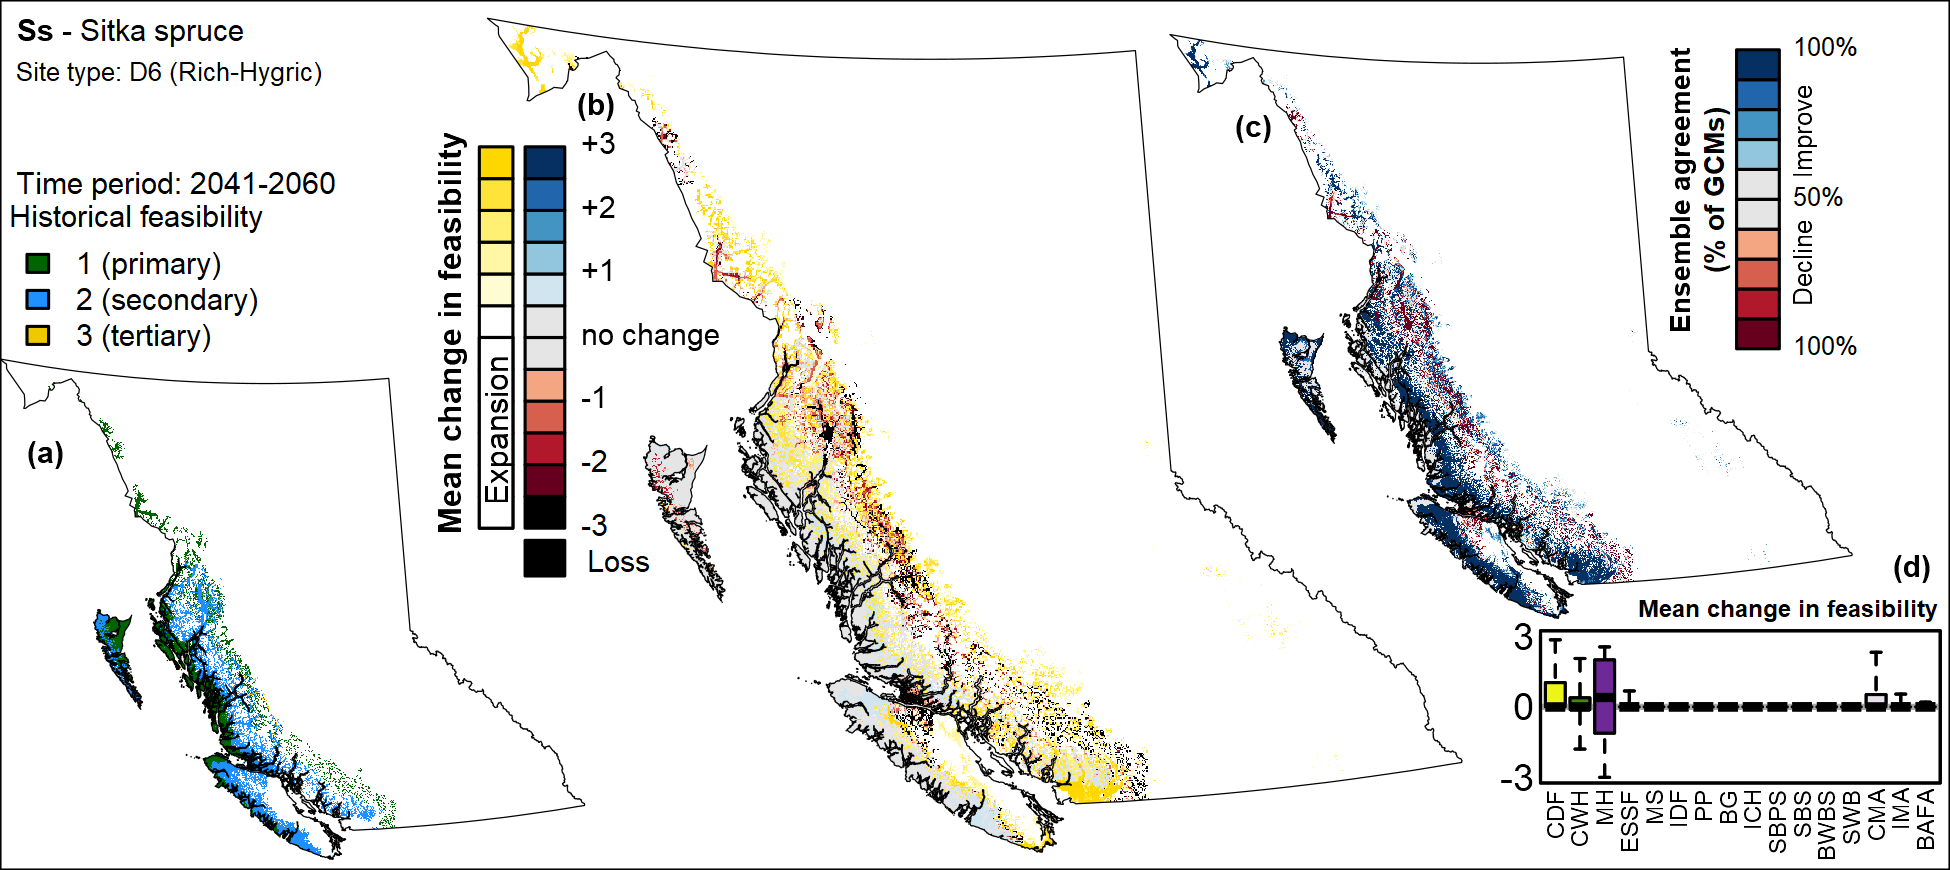 Ss - Sitka spruce
Site type: D6 (Rich-Hygric)
Time period: 2041-2060
Historical feasibility
1 (primary)
2 (secondary)
3 (tertiary)
(a)
(b)
Mean change in feasibility
Expansion
+3
+2
+1
no change
-1
-2
-3
Loss
(c)
Ensemble agreement
(% of GCMs)
100%
Improve
50%
Decline
100%
(d)
Mean change in feasibility
3
0
-3
CDF
CWH
MH
ESSF
MS
IDF
PP
BG
ICH
SBPS
SBS
BWBS
SWB
CMA
IMA
BAFA